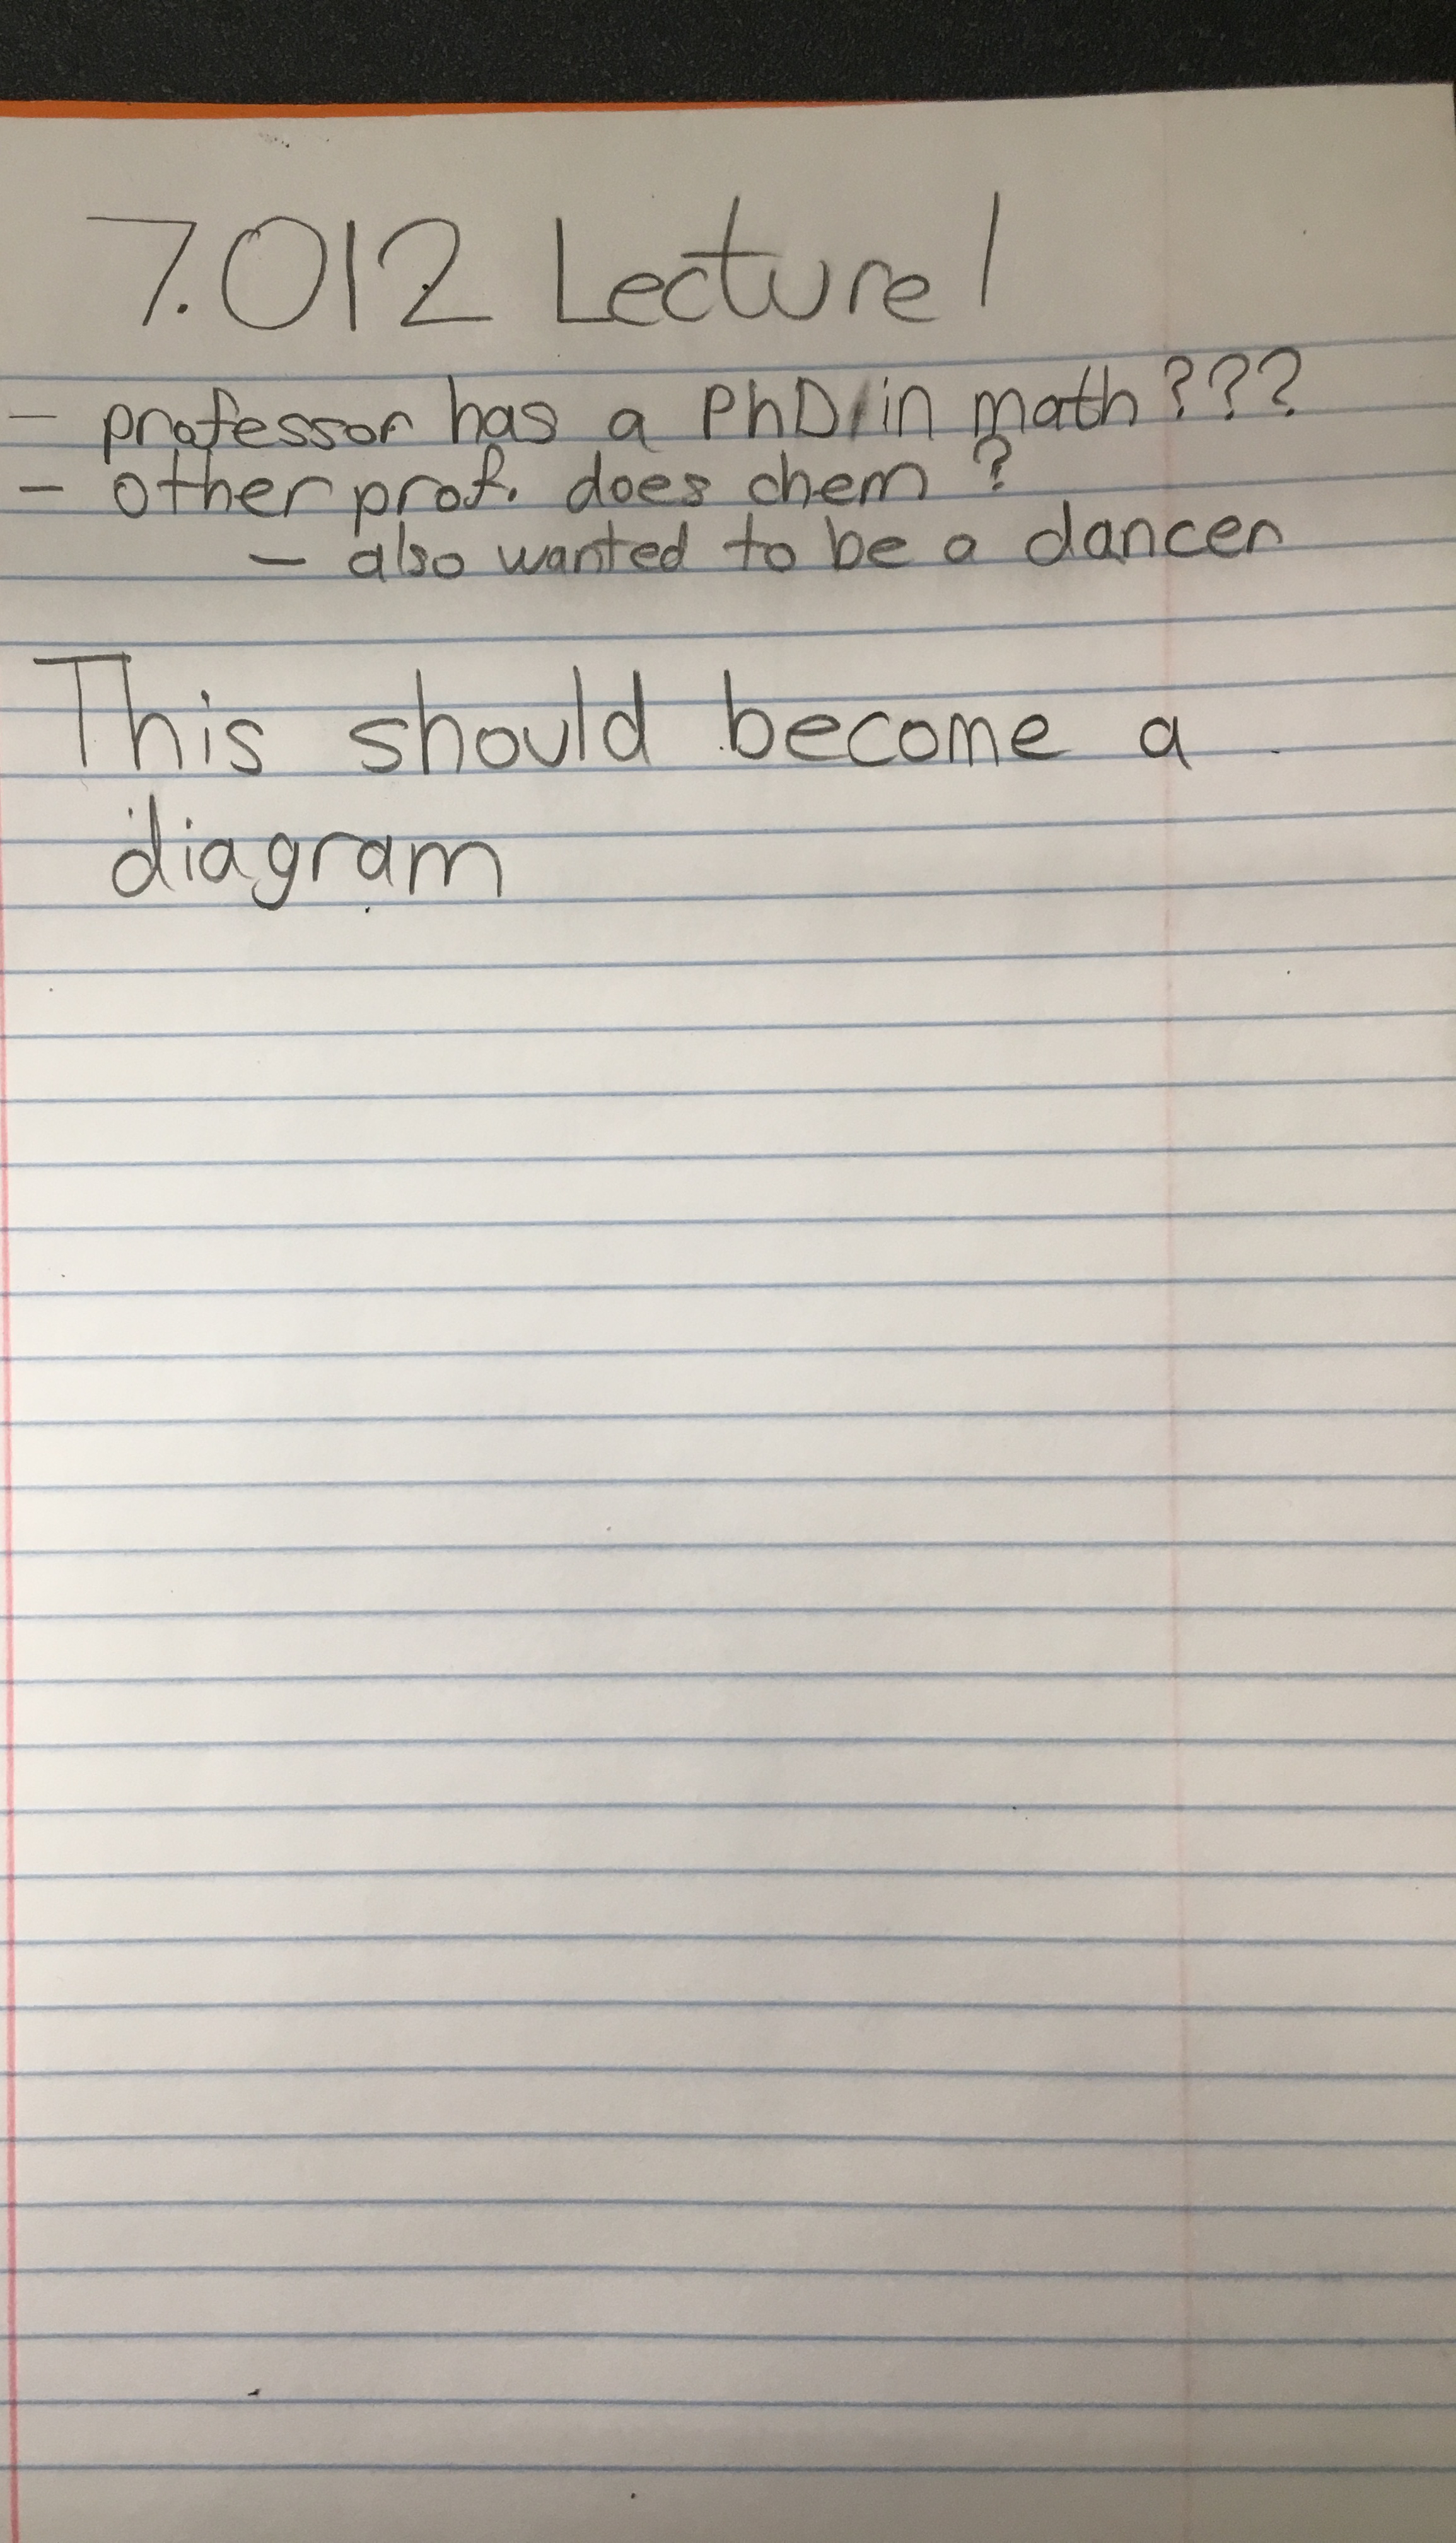 7.012 Lecture 1
- professor has a PhD in math???
- other prof. does chem?
- also wanted to be a dancer
This should become a
diagram